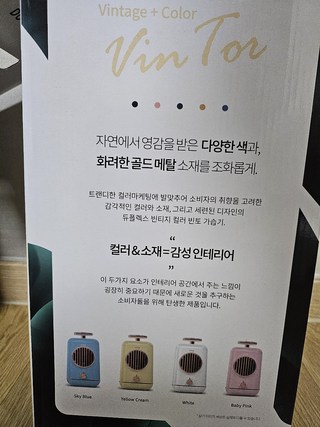 Vintage + Color
Vin Tor
자연에서 영감을 받은 다양한 색과,
화려한 골드 메탈 소재를 조화롭게.
트랜디한 컬러마케팅에 발맞추어 소비자의 취향을 고려한
감각적인 컬러와 소재, 그리고 세련된 디자인의
듀플렉스 빈티지 컬러 빈토 가습기.
“
컬러&소재=감성 인테리어
”
이 두가지 요소가 인테리어 공간에서 주는 느낌이
굉장히 중요하기 때문에 새로운 것을 추구하는
소비자들을 위해 탄생한 제품입니다.
Sky Blue
Yellow Cream
White
Baby Pink